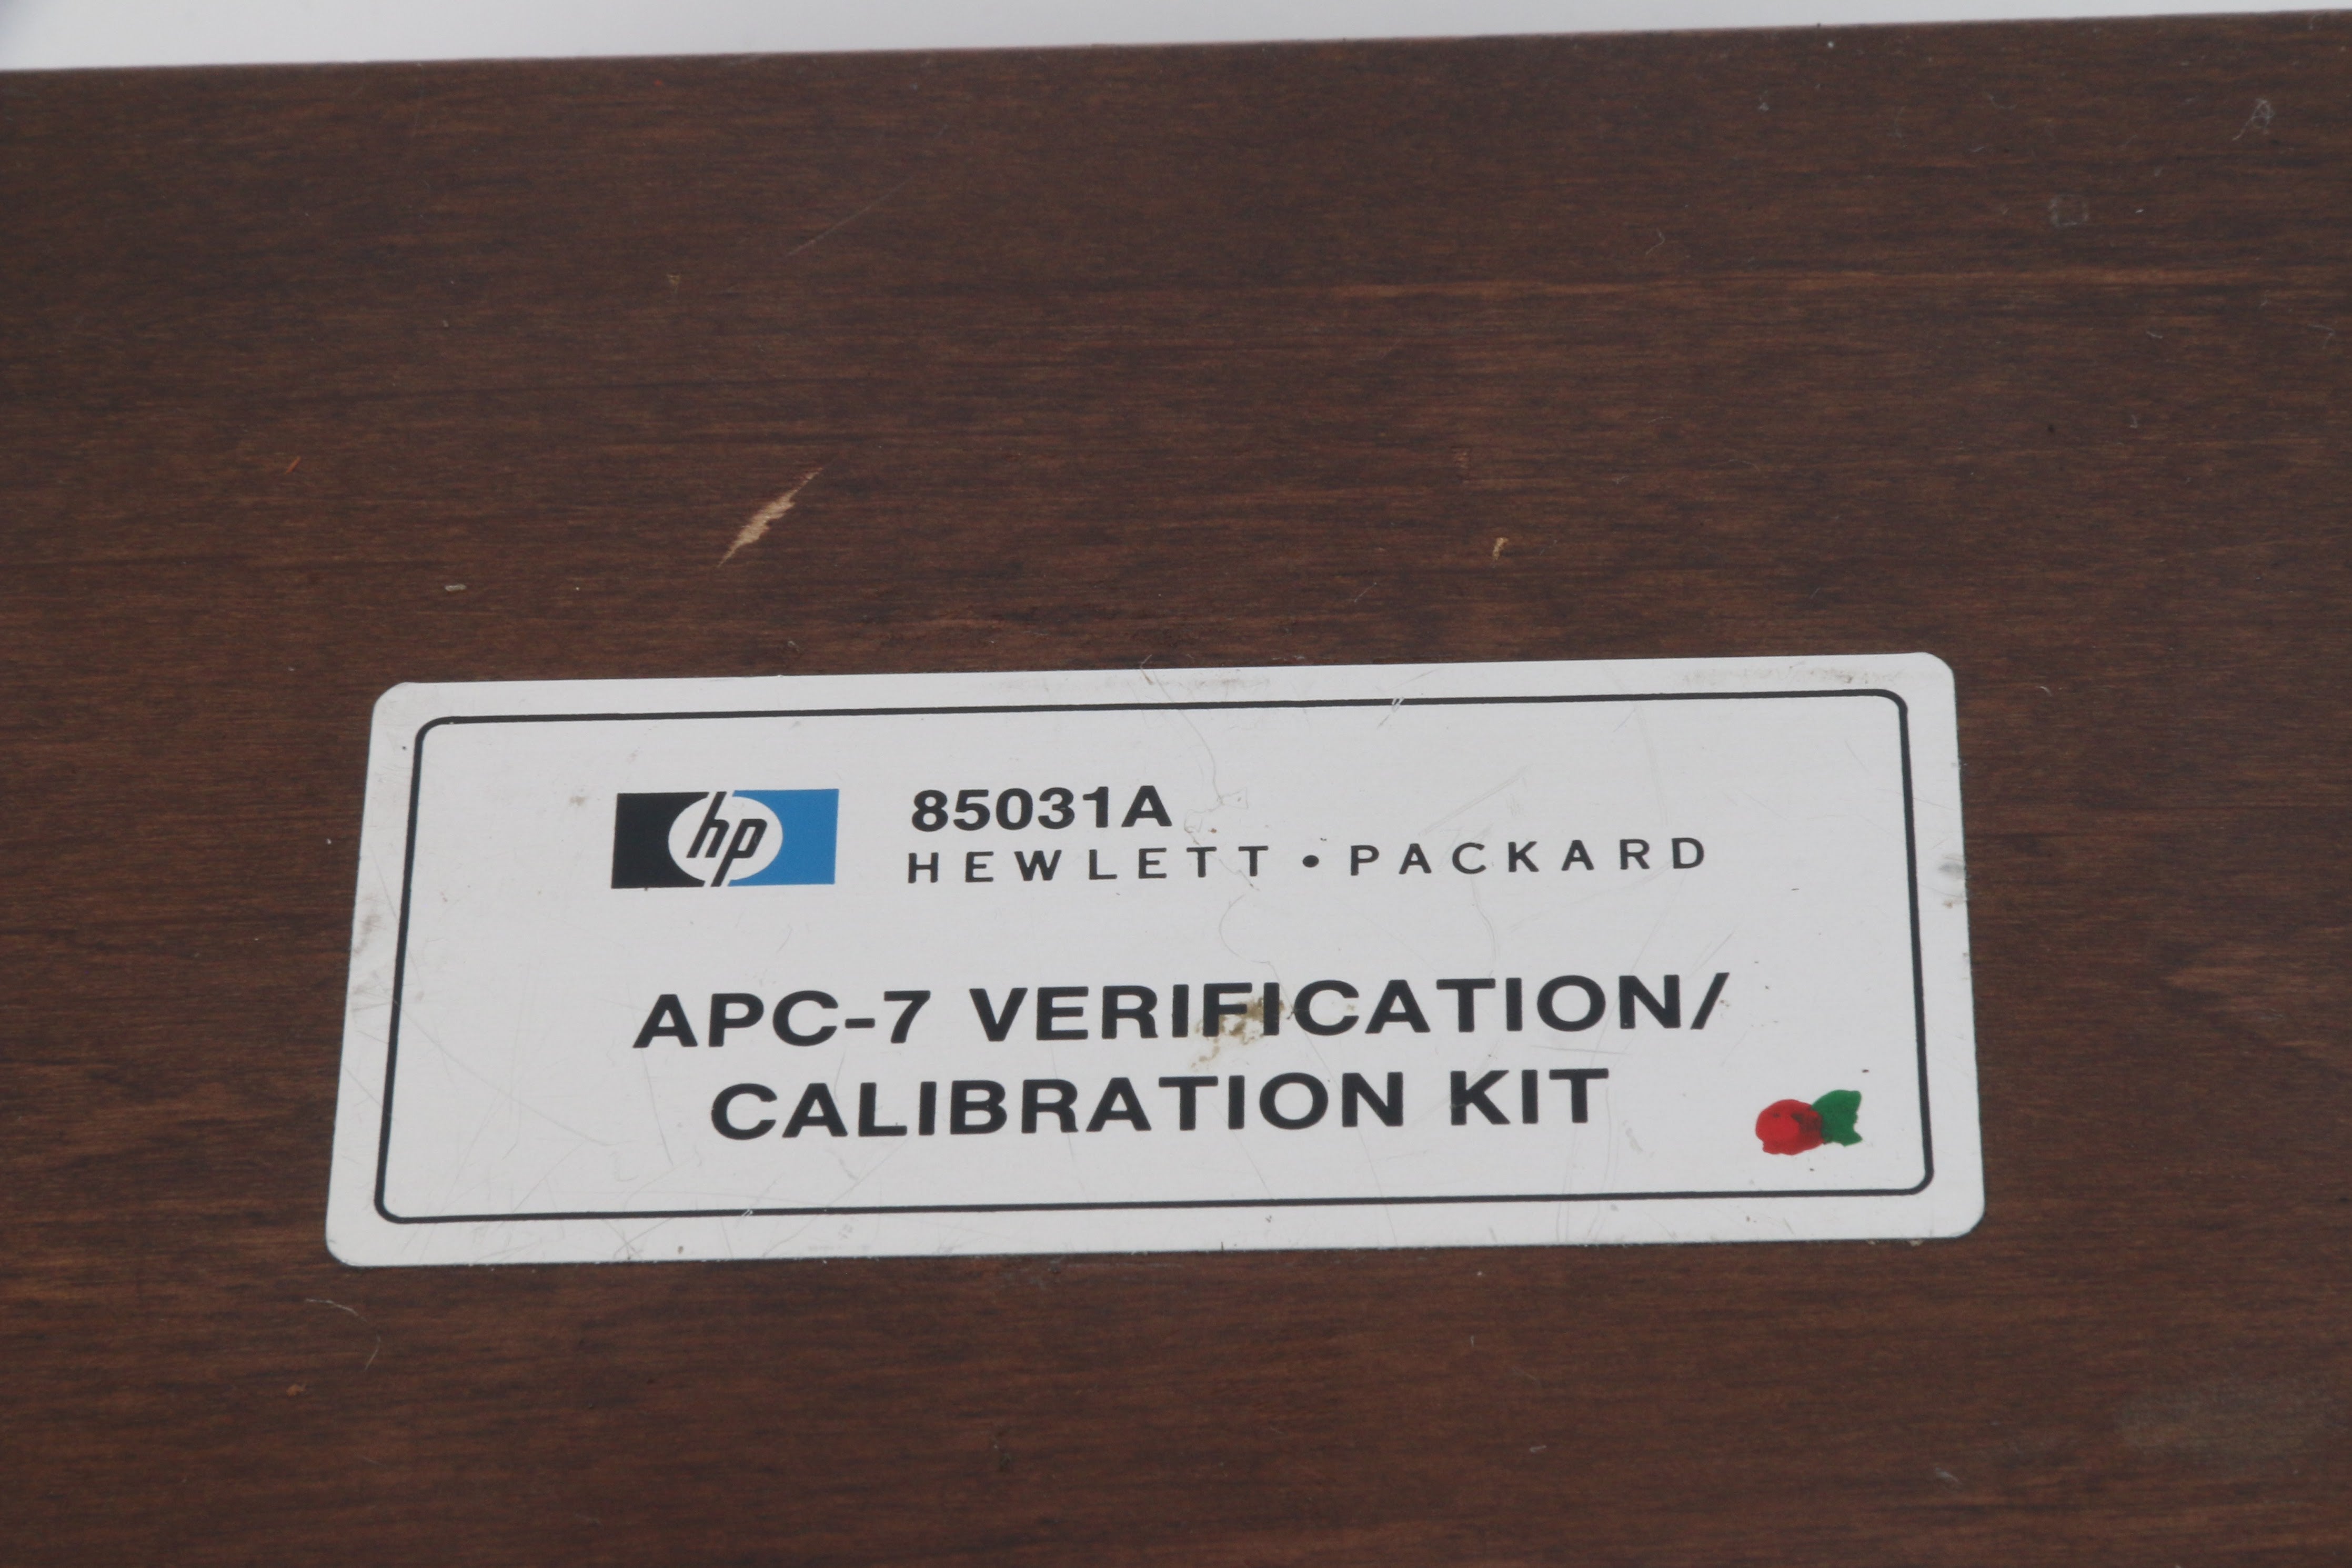 hp 85031A
HEWLETT • PACKARD
APC-7 VERIFICATION/
CALIBRATION KIT